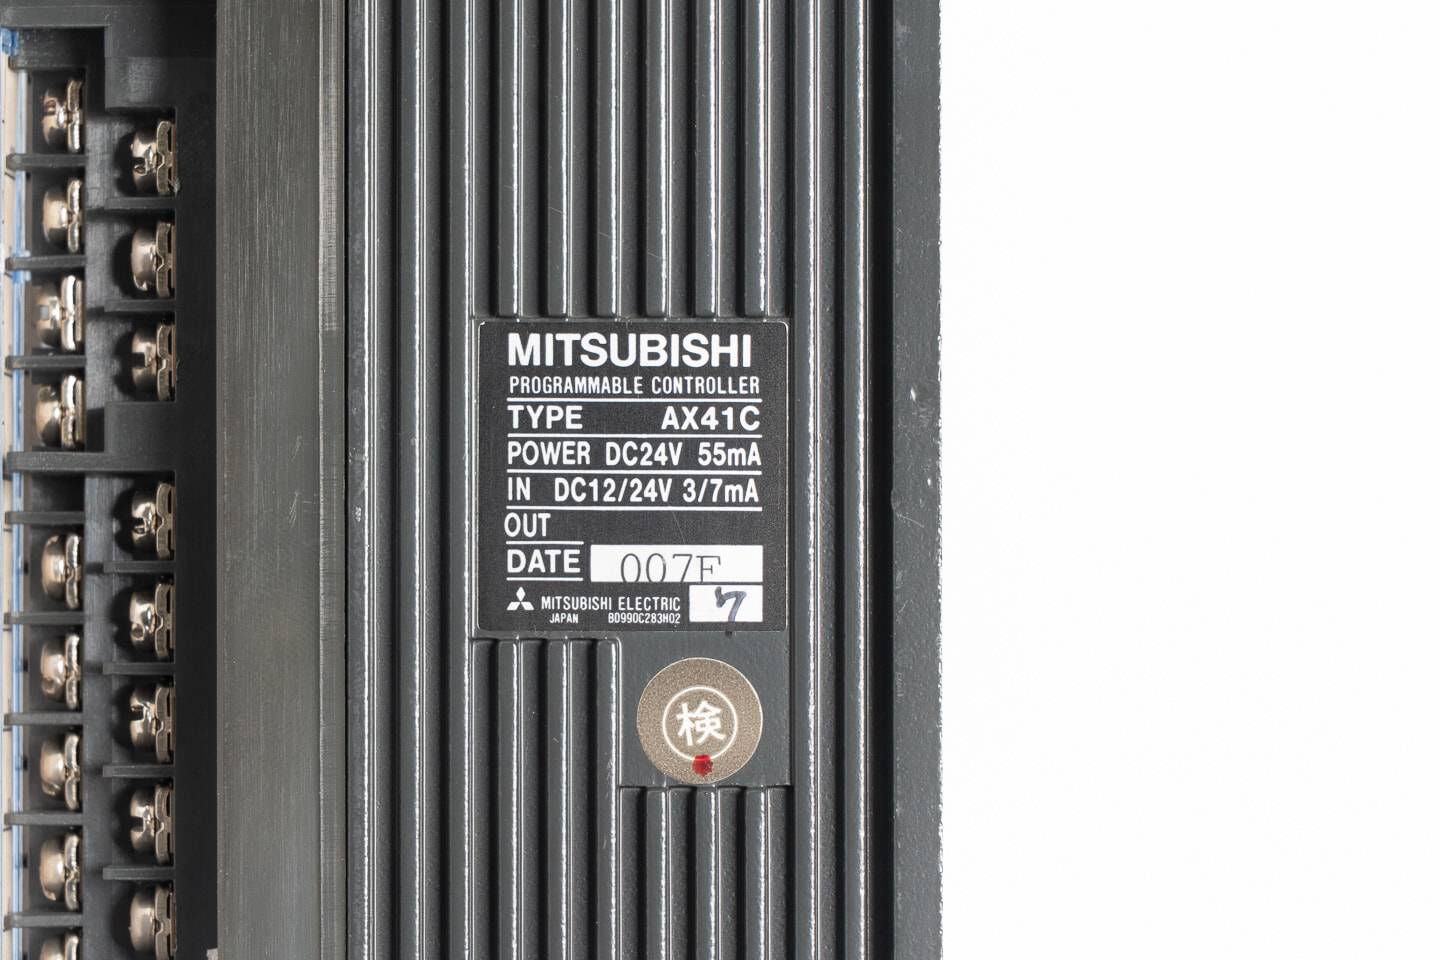 MITSUBISHI
PROGRAMMABLE CONTROLLER
TYPE AX41C
POWER DC24V 55mA
IN DC12/24V 3/7mA
OUT
DATE 007F
MITSUBISHI ELECTRIC 7
JAPAN BD990C283H02
検